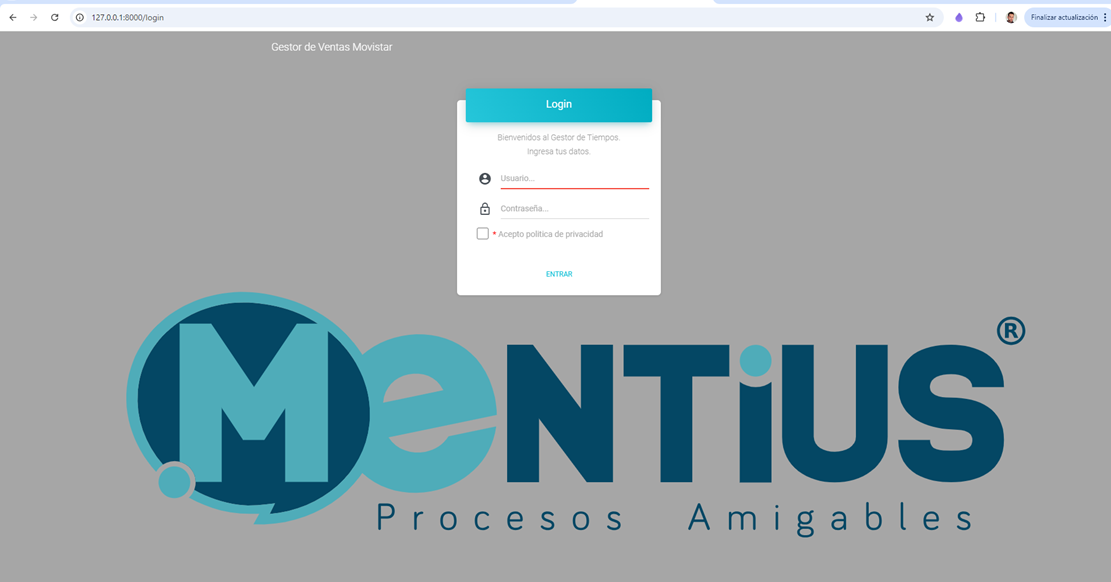 127.0.0.1:8000/login
Finalizar actualización
Gestor de Ventas Movistar
Login
Bienvenidos al Gestor de Tiempos.
Ingresa tus datos.
Usuario...
Contraseña...
* Acepto politica de privacidad
ENTRAR
MeNTiUS®
Procesos Amigables